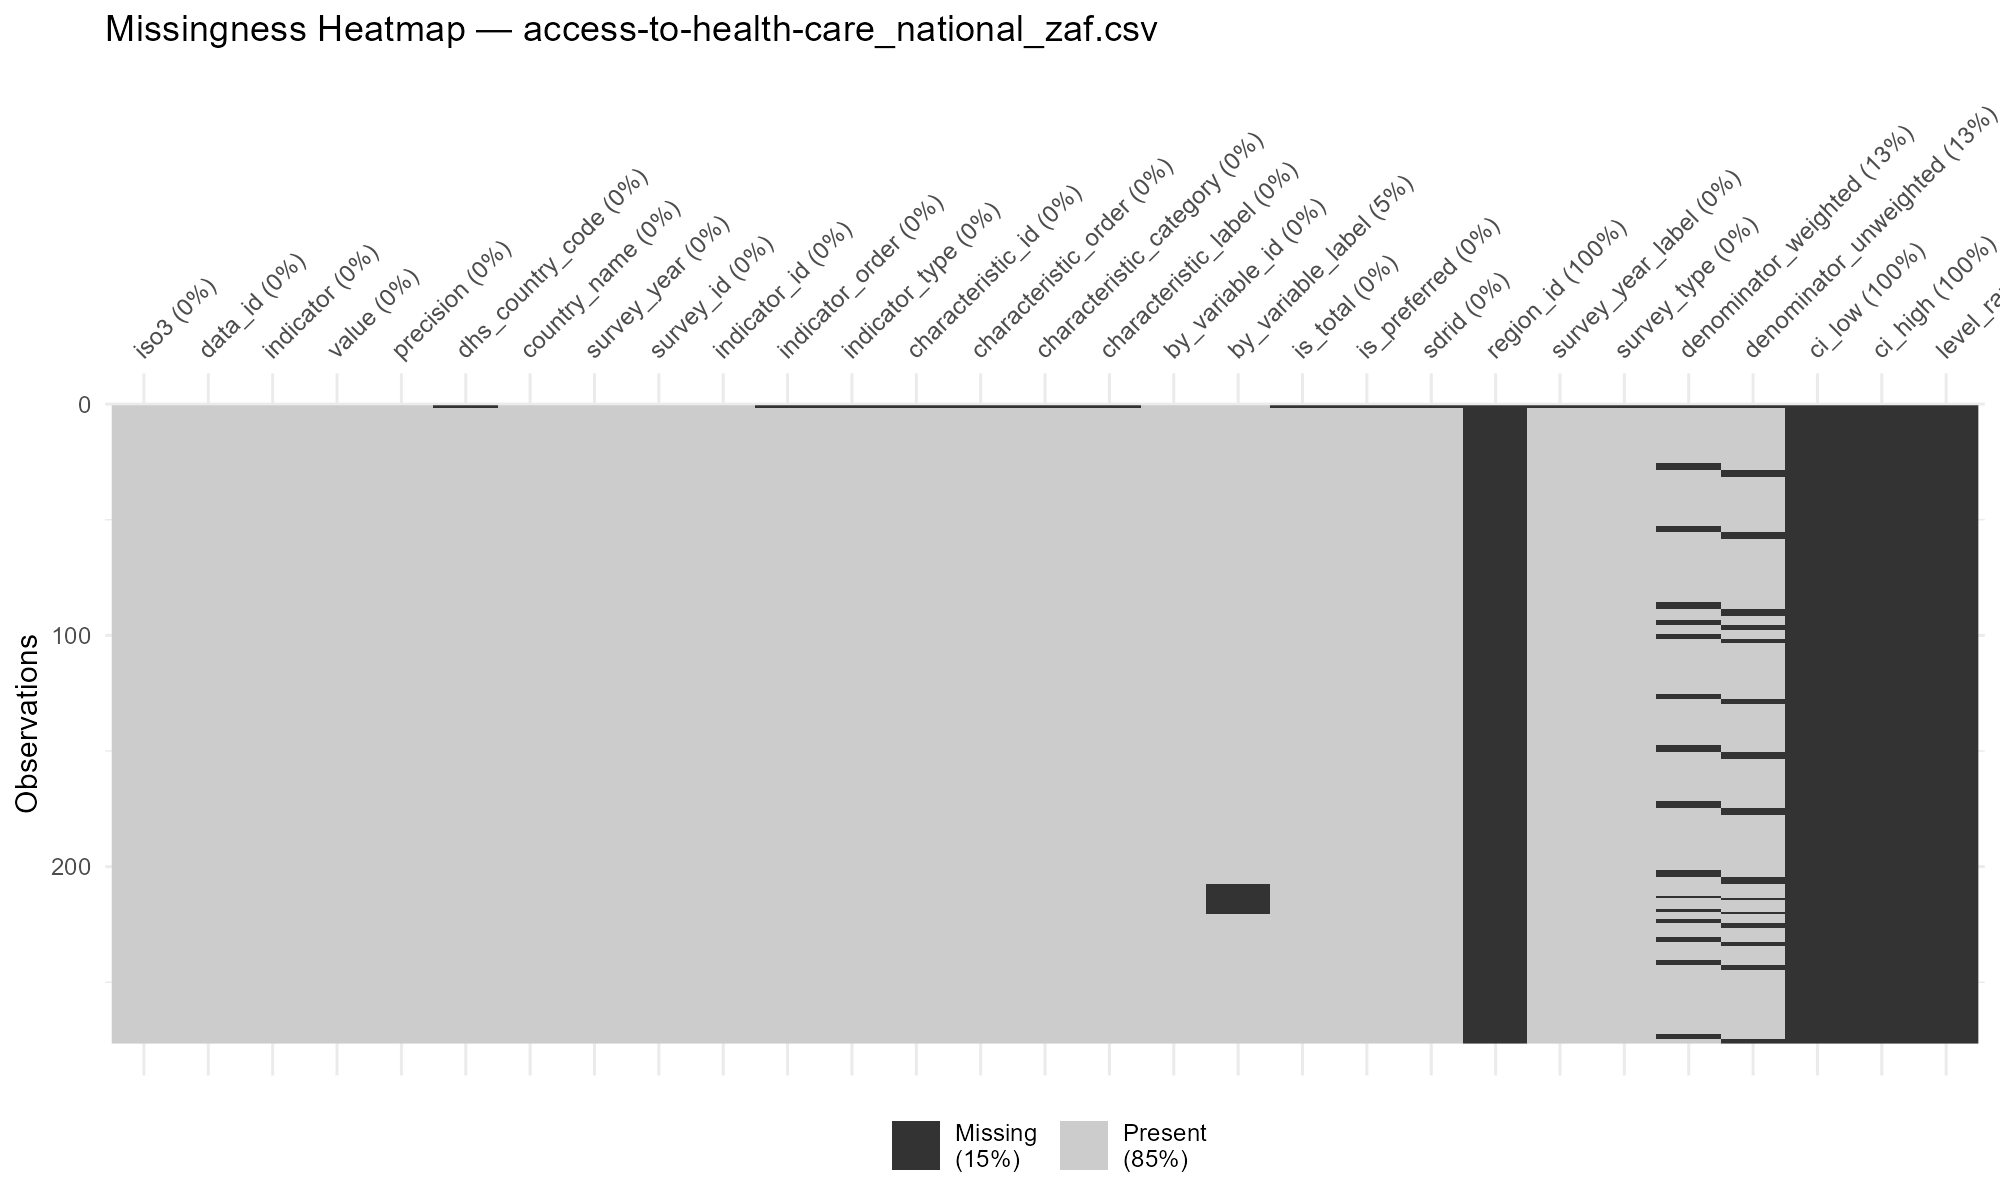 Missingness Heatmap — access-to-health-care_national_zaf.csv
iso3 (0%)
data_id (0%)
indicator (0%)
value (0%)
precision (0%)
dhs_country_code (0%)
country_name (0%)
survey_year (0%)
survey_id (0%)
indicator_id (0%)
indicator_order (0%)
indicator_type (0%)
characteristic_id (0%)
characteristic_order (0%)
characteristic_category (0%)
characteristic_label (0%)
by_variable_id (0%)
by_variable_label (5%)
is_total (0%)
is_preferred (0%)
sdrid (0%)
region_id (100%)
survey_year_label (0%)
survey_type (0%)
denominator_weighted (13%)
denominator_unweighted (13%)
ci_low (100%)
ci_high (100%)
Observations
0
100
200
Missing
(15%)
Present
(85%)